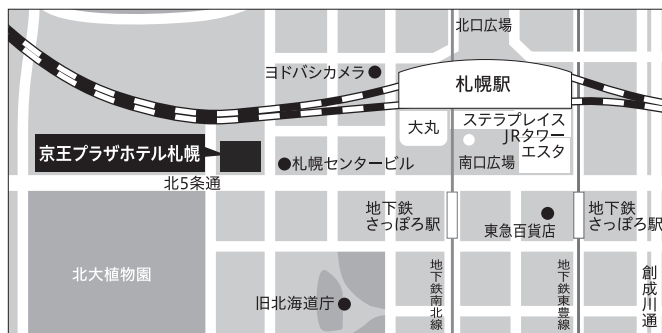 北口広場
ヨドバシカメラ
札幌駅
大丸
ステラプレイス
JRタワー
エスタ
京王プラザホテル札幌
札幌センタービル
南口広場
北5条通
地下鉄
さっぽろ駅
東急百貨店
地下鉄
さっぽろ駅
北大植物園
旧北海道庁
地下鉄南北線
地下鉄東豊線
創成川通